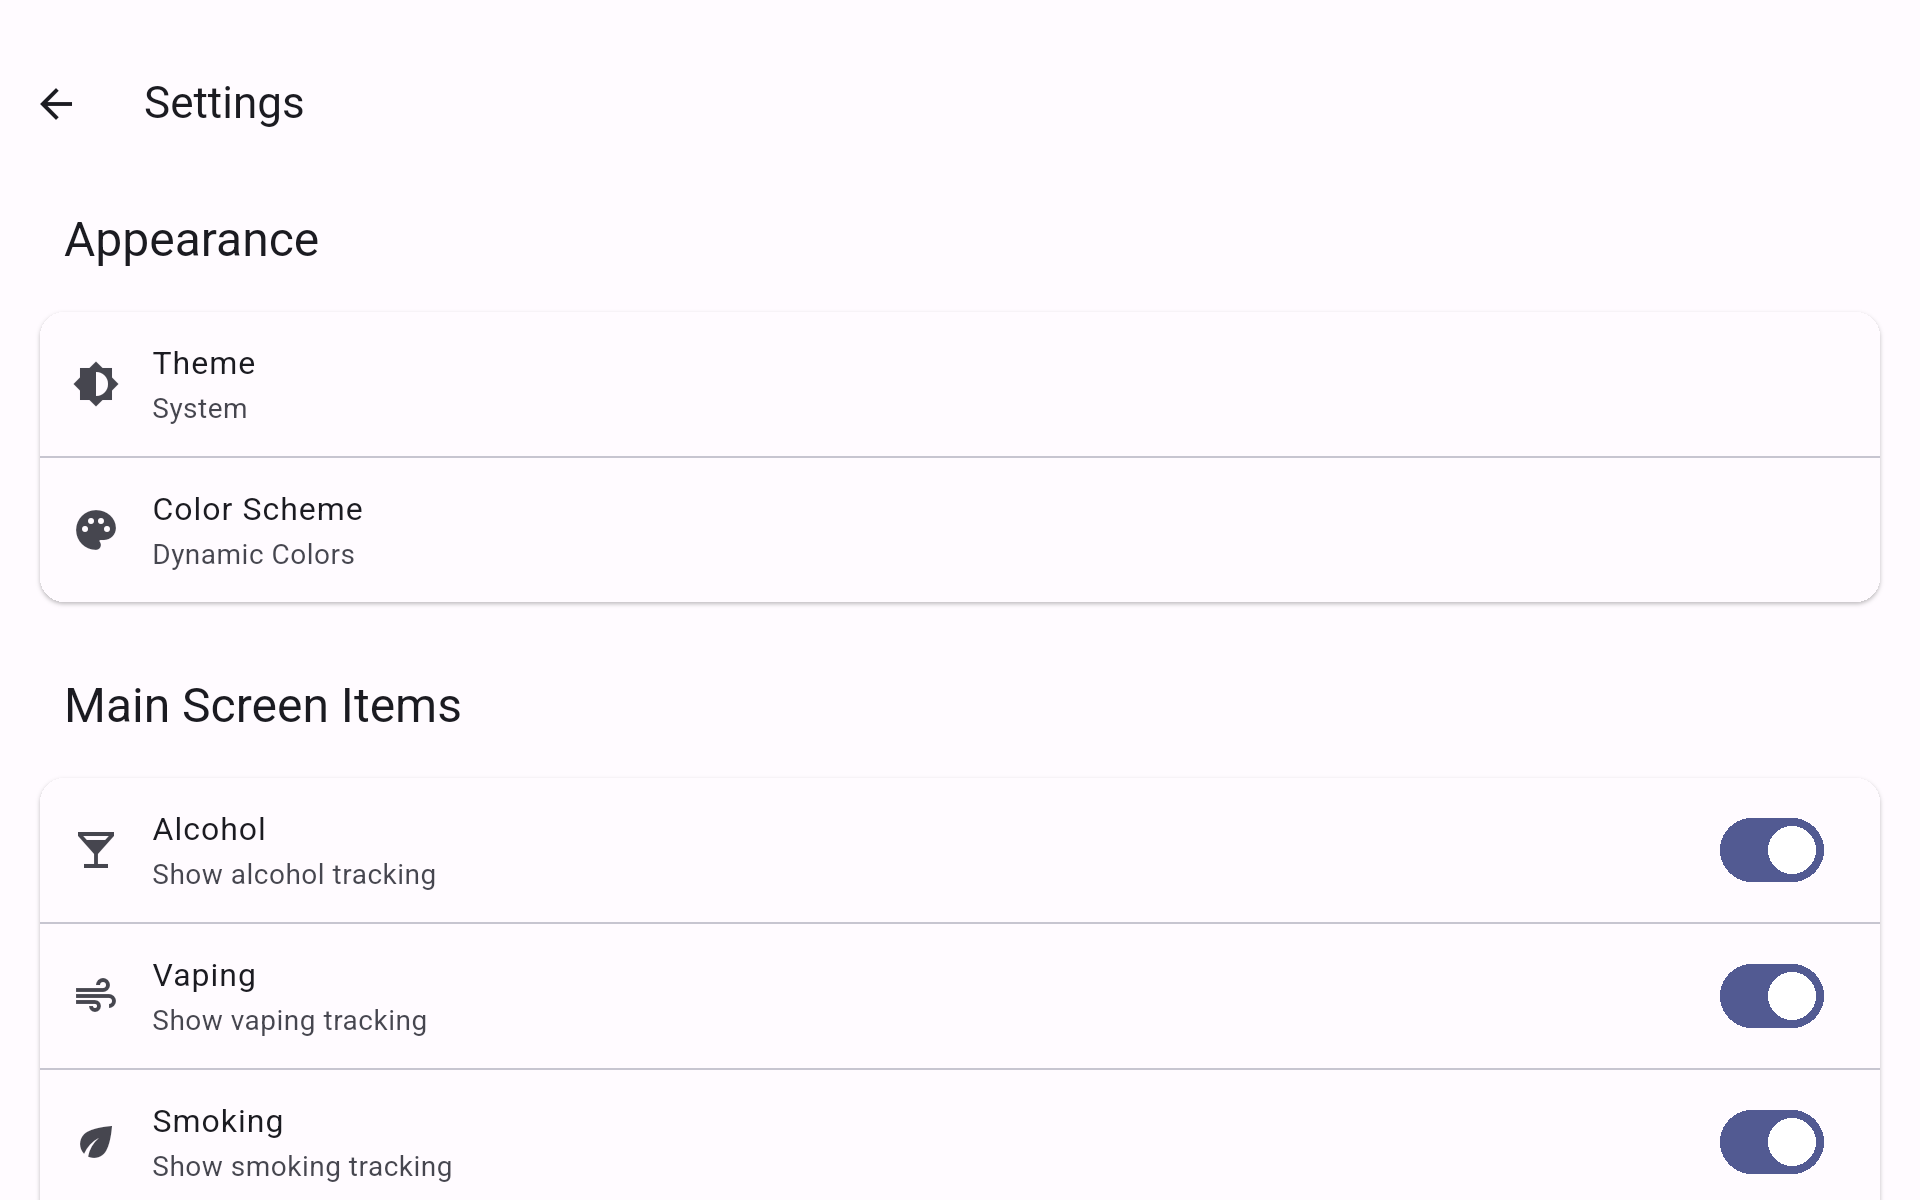 Settings
Appearance
Theme
System
Color Scheme
Dynamic Colors
Main Screen Items
Alcohol
Show alcohol tracking
Vaping
Show vaping tracking
Smoking
Show smoking tracking